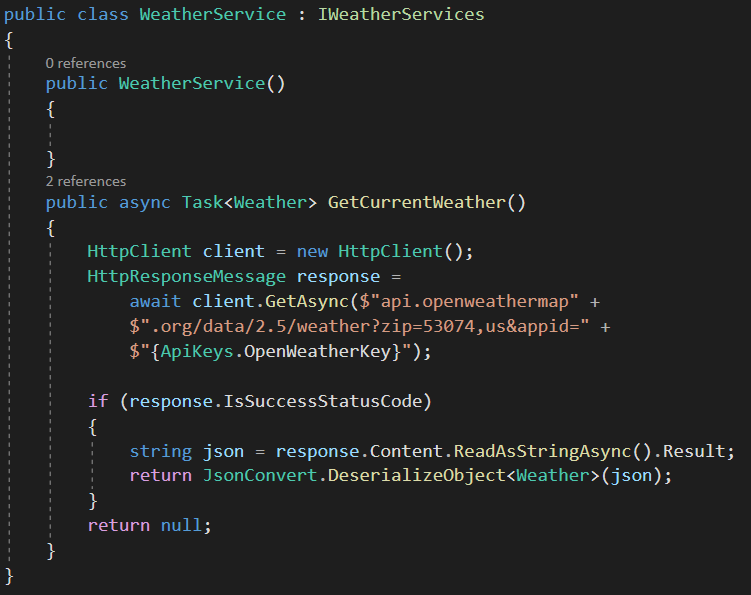 public class WeatherService : IWeatherServices
{
0 references
public WeatherService()
{
}
2 references
public async Task<Weather> GetCurrentWeather()
{
HttpClient client = new HttpClient();
HttpResponseMessage response =
await client.GetAsync($"api.openweathermap" +
$".org/data/2.5/weather?zip=53074,us&appid=" +
$"{ApiKeys.OpenWeatherKey}");
if (response.IsSuccessStatusCode)
{
string json = response.Content.ReadAsStringAsync().Result;
return JsonConvert.DeserializeObject<Weather>(json);
}
return null;
}
}